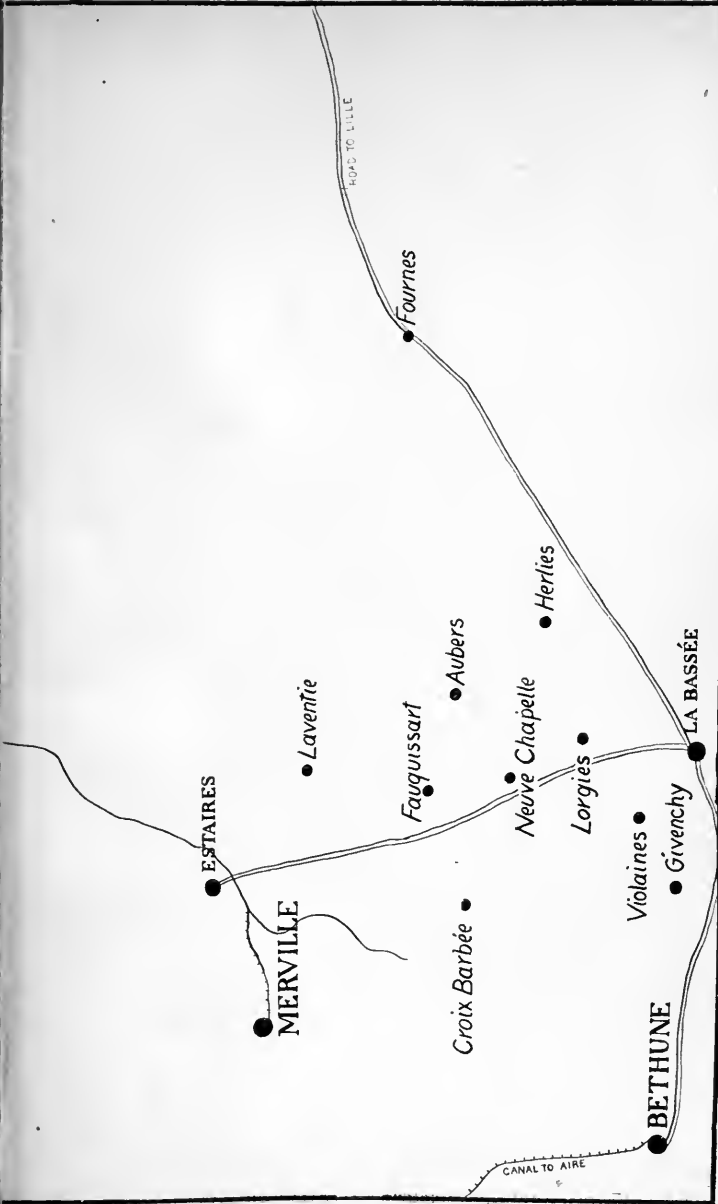 ESTAIRES
MERVILLE
Laventie
ROAD TO LILLE
Fournes
Fauquissart
Aubers
Croix Barbée
Neuve Chapelle
Herlies
CANAL TO AIRE
Lorgies
Violaines
BETHUNE
Givenchy
LA BASSÉE